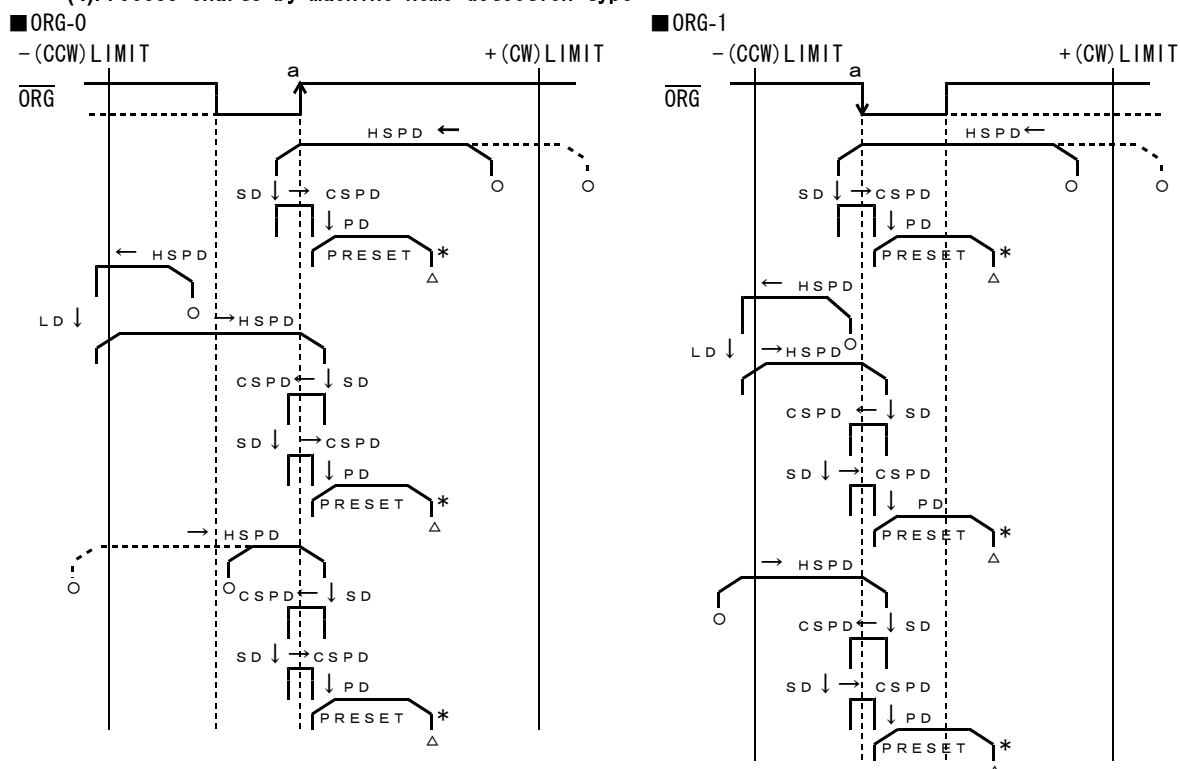 (4).Process charts by machine home detection type
■ORG-0
−(CCW)LIMIT
+(CW)LIMIT
a
ORG
HSPD ←
○
○
SD ↓ → CSPD
↓ PD
PRESET
*
△
← HSPD
○
LD ↓
→HSPD
CSPD← ↓ SD
SD ↓ →CSPD
↓ PD
PRESET
*
△
→ HSPD
○
○
CSPD← ↓ SD
SD ↓ →CSPD
↓ PD
PRESET
*
△
■ORG-1
−(CCW)LIMIT
+(CW)LIMIT
a
ORG
HSPD←
○
○
SD ↓ →CSPD
↓ PD
PRESET
*
△
← HSPD
○
LD ↓ →HSPD
CSPD ← ↓ SD
SD ↓ → CSPD
↓ PD
PRESET
*
△
→ HSPD
○
CSPD← ↓ SD
SD ↓ → CSPD
↓ PD
PRESET
*
△